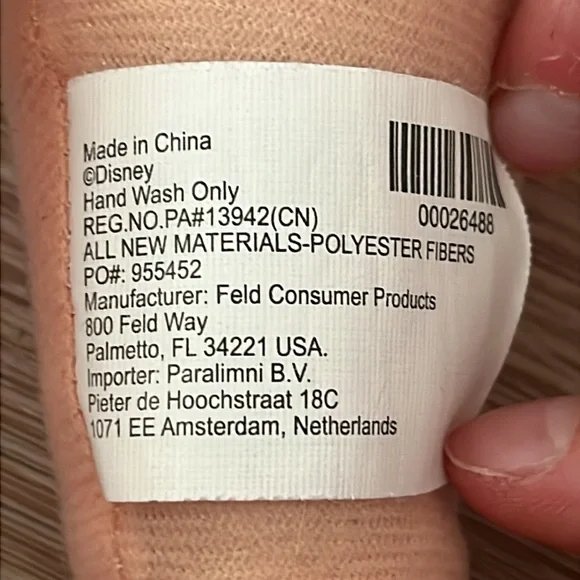 Made in China
©Disney
Hand Wash Only
REG.NO.PA#13942(CN)
00026488
ALL NEW MATERIALS-POLYESTER FIBERS
PO#: 955452
Manufacturer: Feld Consumer Products
800 Feld Way
Palmetto, FL 34221 USA.
Importer: Paralimni B.V.
Pieter de Hoochstraat 18C
1071 EE Amsterdam, Netherlands